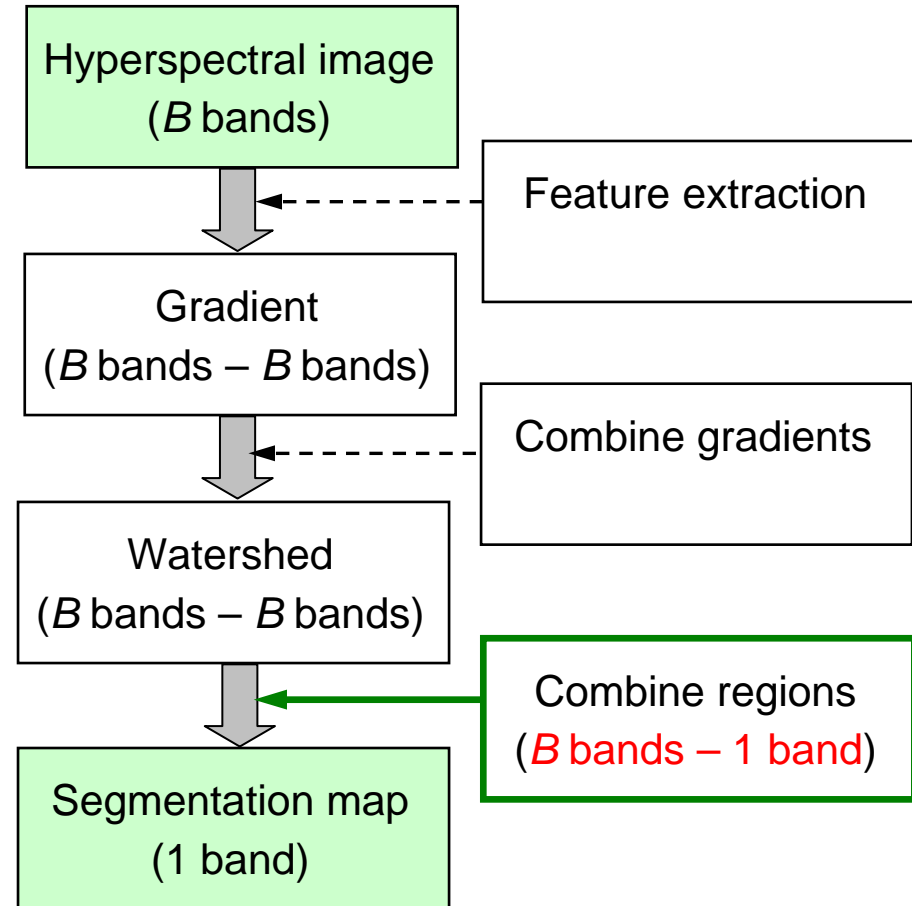 Hyperspectral image
(B bands)
Feature extraction
Gradient
(B bands – B bands)
Combine gradients
Watershed
(B bands – B bands)
Combine regions
(B bands – 1 band)
Segmentation map
(1 band)